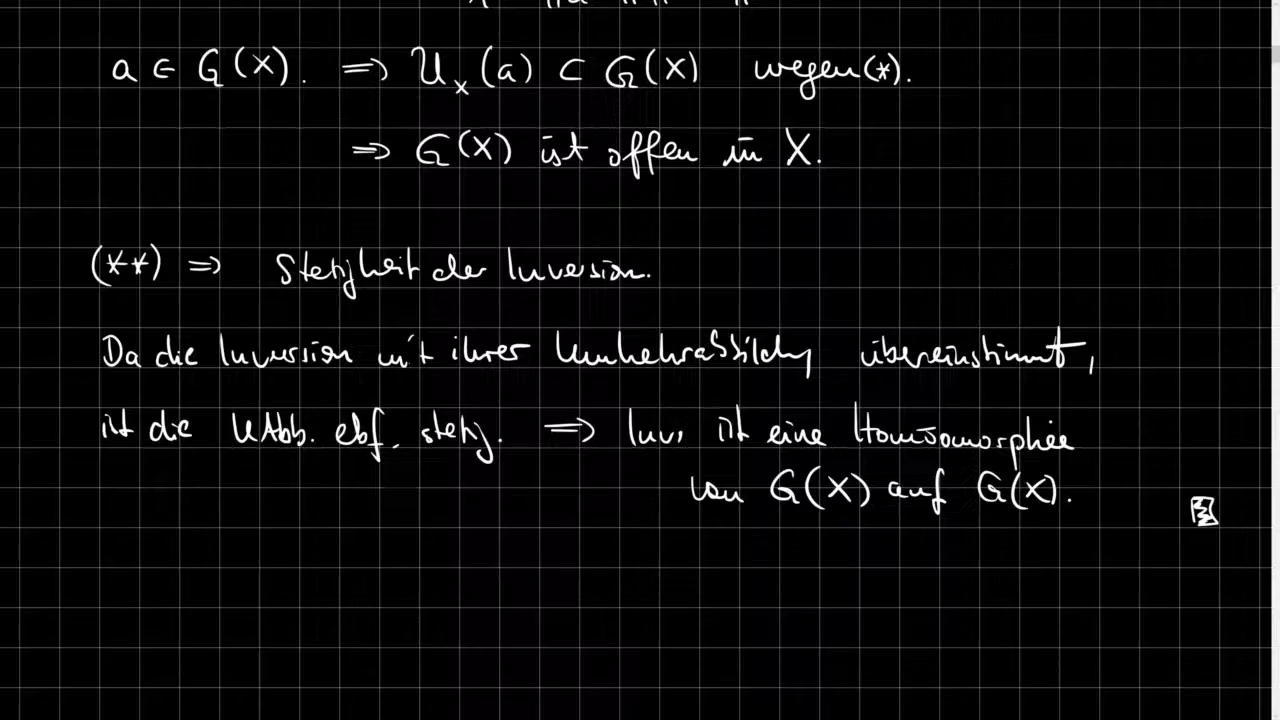 a ∈ G(X). ⇒ U_x(a) ⊂ G(X) wegen (*).
⇒ G(X) ist offen in X.
(**) ⇒ Stetigkeit der Inversion.
Da die Inversion mit ihrer Umkehrabbildung übereinstimmt,
ist die UAbb. ebf. stetig. ⇒ Inv. ist eine Homöomorphie
von G(X) auf G(X).